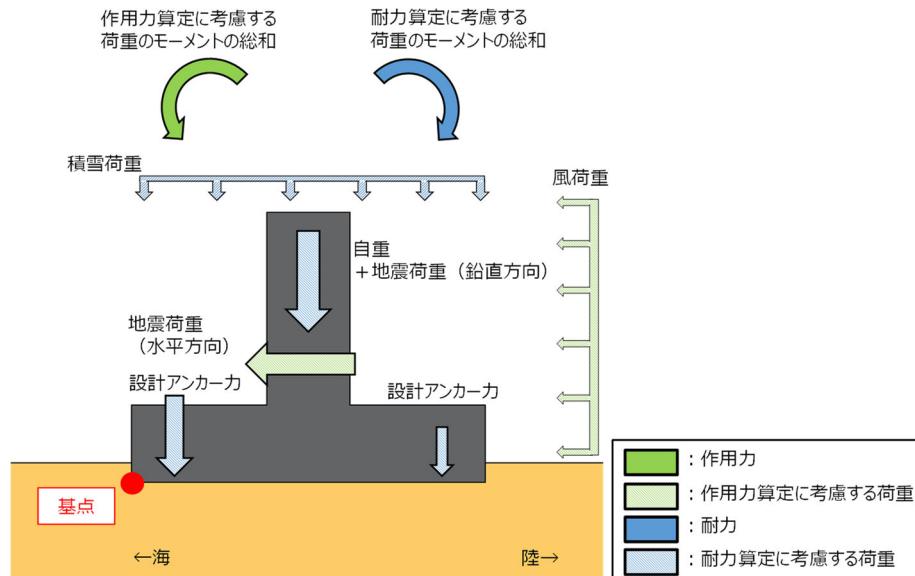 作用力算定に考慮する
荷重のモーメントの総和
耐力算定に考慮する
荷重のモーメントの総和
積雪荷重
風荷重
自重
＋地震荷重（鉛直方向）
地震荷重
（水平方向）
設計アンカー力
設計アンカー力
基点
←海
陸→
：作用力
：作用力算定に考慮する荷重
：耐力
：耐力算定に考慮する荷重